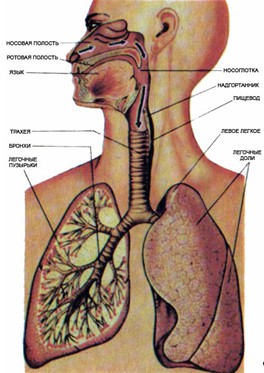 НОСОВАЯ ПОЛОСТЬ
РОТОВАЯ ПОЛОСТЬ
ЯЗЫК
ТРАХЕЯ
БРОНХИ
ЛЕГОЧНЫЕ
ПУЗЫРЬКИ
НОСОГЛОТКА
НАДГОРТАННИК
ПИЩЕВОД
ЛЕВОЕ ЛЕГКОЕ
ЛЕГОЧНЫЕ
ДОЛИ